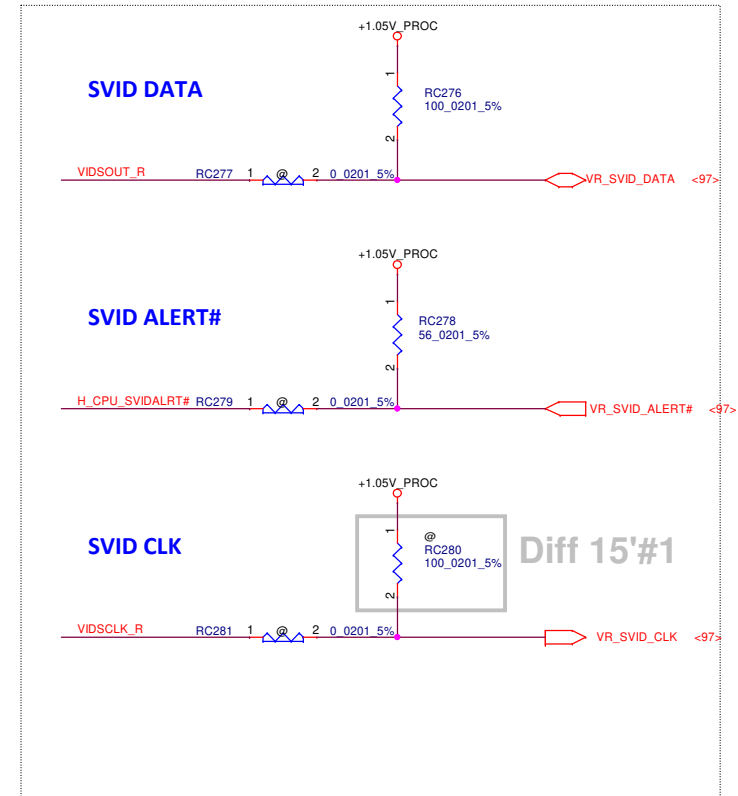 +1.05V_PROC
SVID DATA
1
RC276
100_0201_5%
2
VIDSOUT_R RC277 1 @ 2 0_0201_5% VR_SVID_DATA <97>
+1.05V_PROC
SVID ALERT#
1
RC278
56_0201_5%
2
H_CPU_SVIDALRT# RC279 1 @ 2 0_0201_5% VR_SVID_ALERT# <97>
+1.05V_PROC
SVID CLK
1
@
RC280
100_0201_5%
2
Diff 15'#1
VIDSCLK_R RC281 1 @ 2 0_0201_5% VR_SVID_CLK <97>